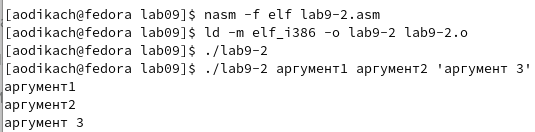 [aodikach@fedora lab09]$ nasm -f elf lab9-2.asm
[aodikach@fedora lab09]$ ld -m elf_i386 -o lab9-2 lab9-2.o
[aodikach@fedora lab09]$ ./lab9-2
[aodikach@fedora lab09]$ ./lab9-2 аргумент1 аргумент2 'аргумент 3'
аргумент1
аргумент2
аргумент 3